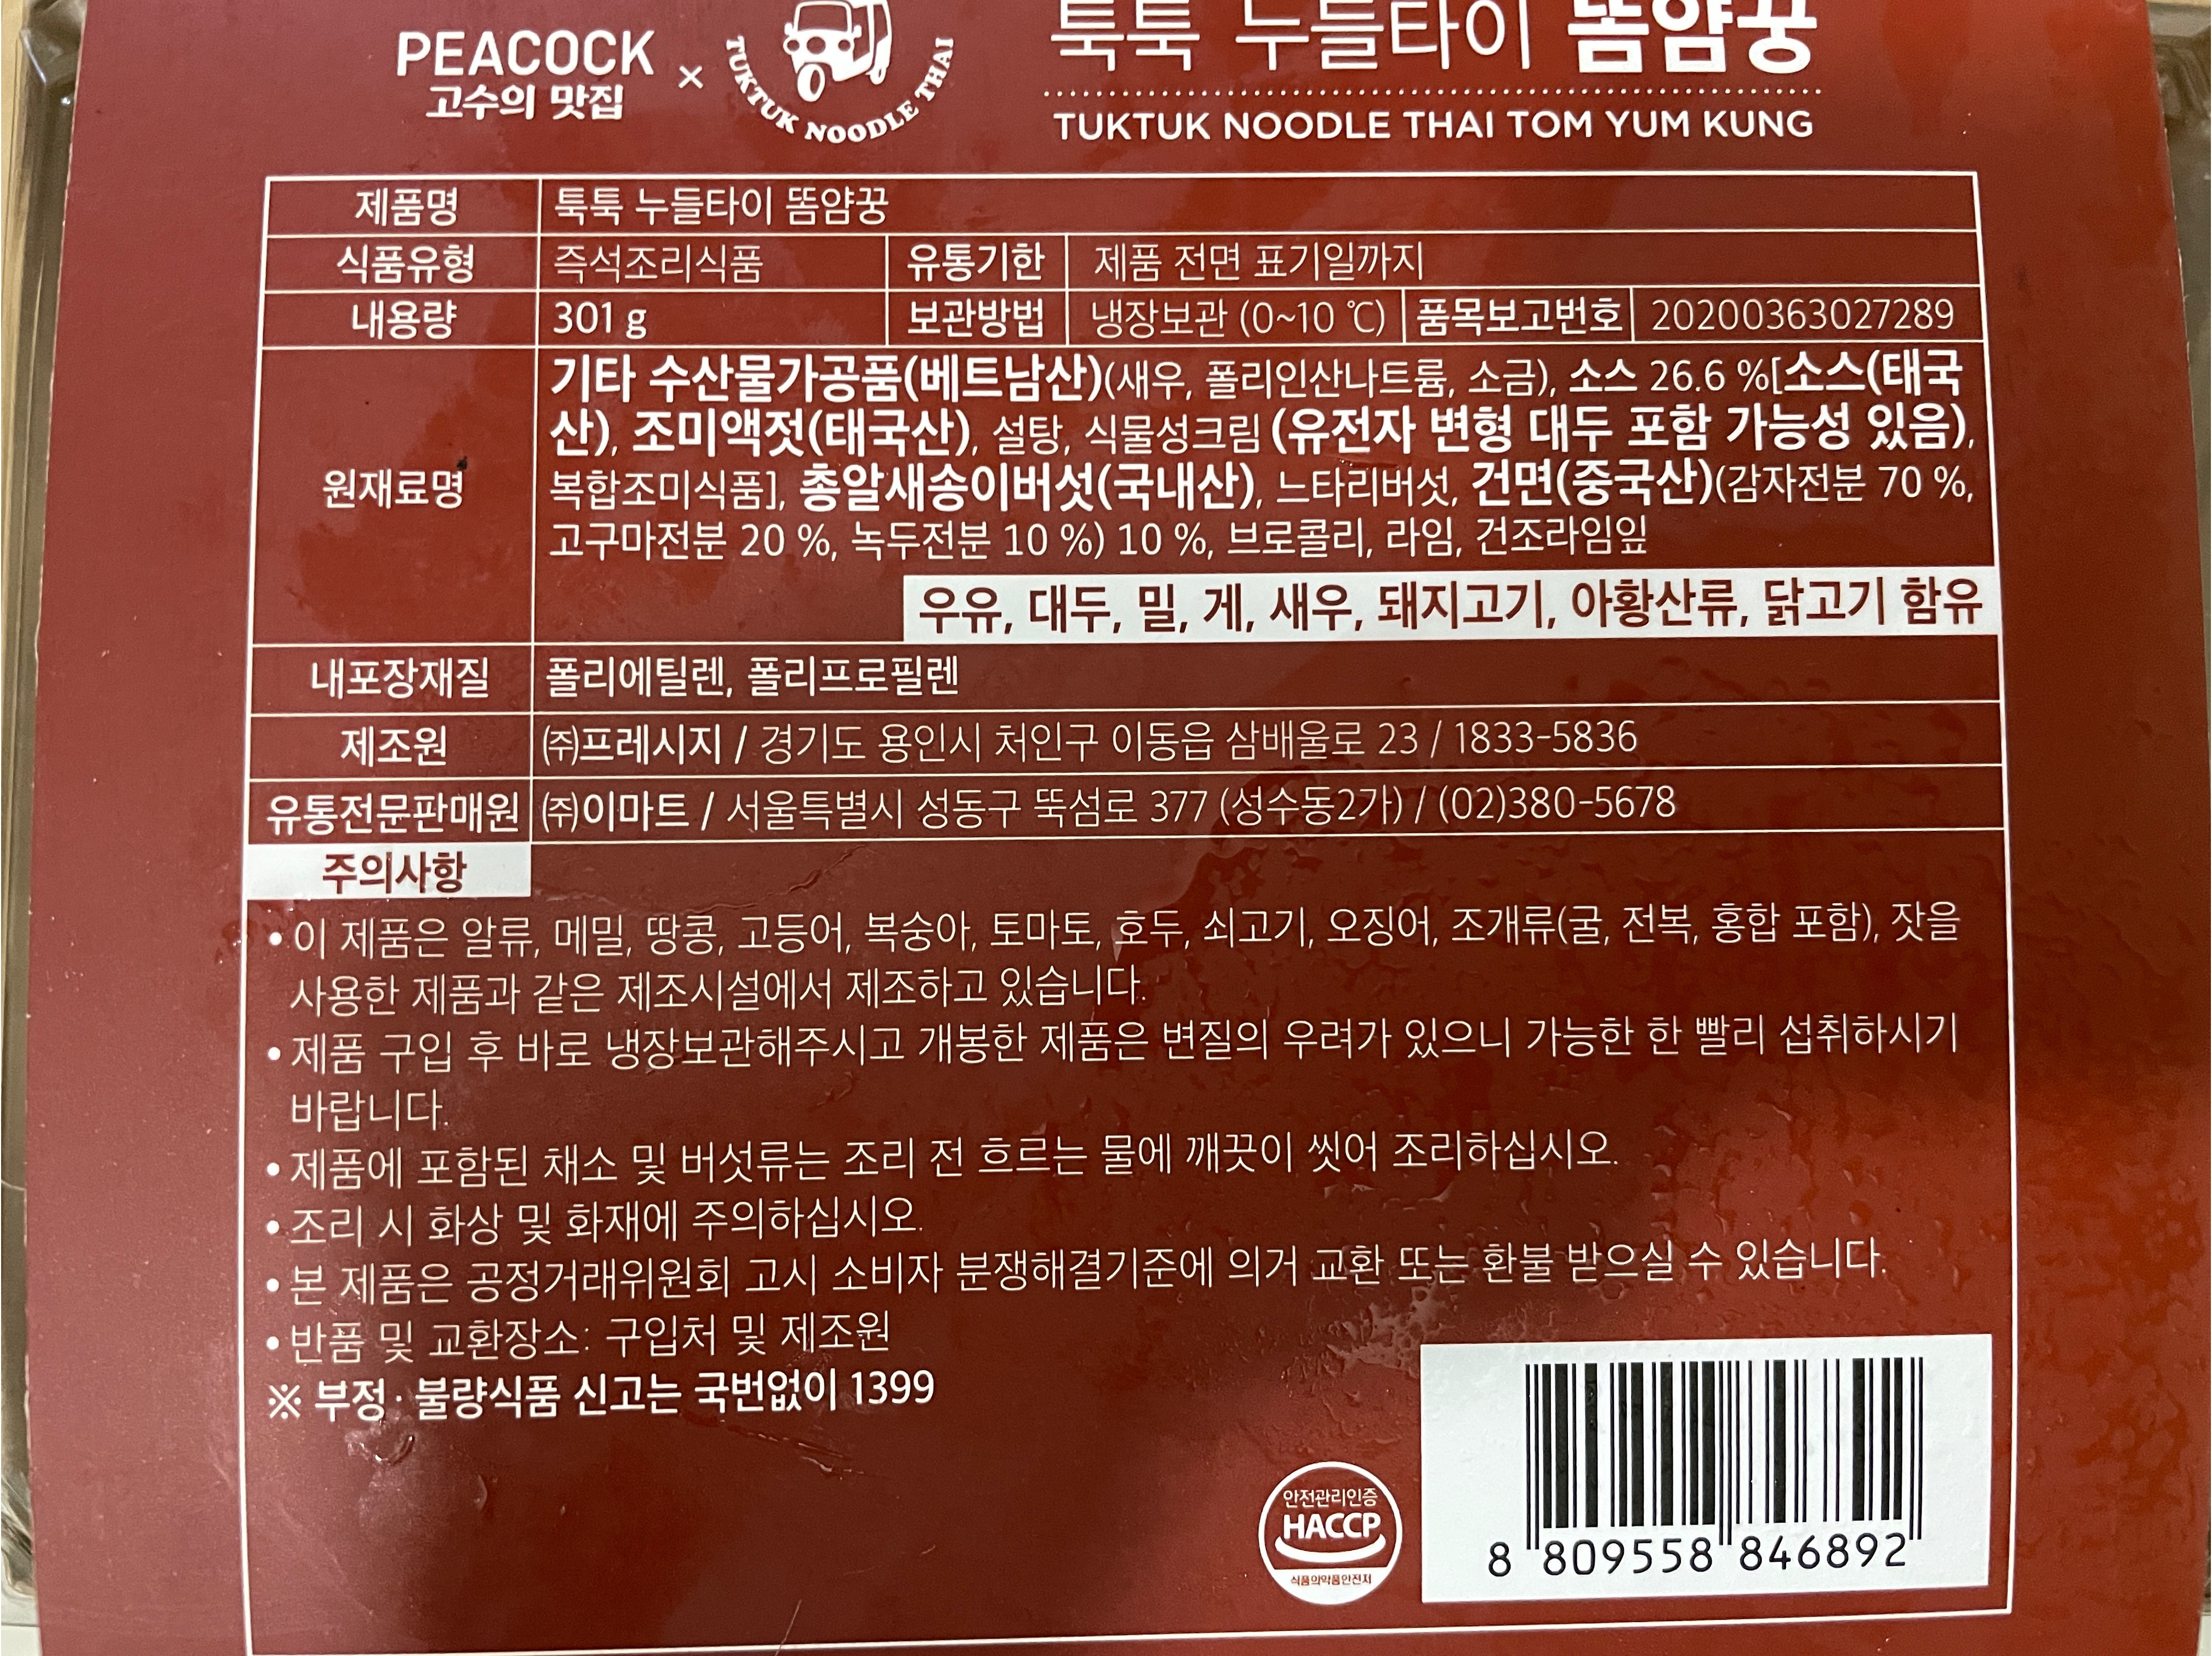 PEACOCK
고수의 맛집
×
TUKTUK NOODLE THAI
툭툭 누들타이 똠얌꿍
TUKTUK NOODLE THAI TOM YUM KUNG
제품명 툭툭 누들타이 똠얌꿍
식품유형 즉석조리식품 유통기한 제품 전면 표기일까지
내용량 301 g 보관방법 냉장보관 (0~10 ℃) 품목보고번호 20200363027289
원재료명
기타 수산물가공품(베트남산)(새우, 폴리인산나트륨, 소금), 소스 26.6 %[소스(태국
산), 조미액젓(태국산), 설탕, 식물성크림 (유전자 변형 대두 포함 가능성 있음),
복합조미식품], 총알새송이버섯(국내산), 느타리버섯, 건면(중국산)(감자전분 70 %,
고구마전분 20 %, 녹두전분 10 %) 10 %, 브로콜리, 라임, 건조라임잎
우유, 대두, 밀, 게, 새우, 돼지고기, 아황산류, 닭고기 함유
내포장재질 폴리에틸렌, 폴리프로필렌
제조원 ㈜프레시지 / 경기도 용인시 처인구 이동읍 삼배울로 23 / 1833-5836
유통전문판매원 ㈜이마트 / 서울특별시 성동구 뚝섬로 377 (성수동2가) / (02)380-5678
주의사항
• 이 제품은 알류, 메밀, 땅콩, 고등어, 복숭아, 토마토, 호두, 쇠고기, 오징어, 조개류(굴, 전복, 홍합 포함), 잣을
사용한 제품과 같은 제조시설에서 제조하고 있습니다.
• 제품 구입 후 바로 냉장보관해주시고 개봉한 제품은 변질의 우려가 있으니 가능한 한 빨리 섭취하시기
바랍니다.
• 제품에 포함된 채소 및 버섯류는 조리 전 흐르는 물에 깨끗이 씻어 조리하십시오.
• 조리 시 화상 및 화재에 주의하십시오.
• 본 제품은 공정거래위원회 고시 소비자 분쟁해결기준에 의거 교환 또는 환불 받으실 수 있습니다.
• 반품 및 교환장소: 구입처 및 제조원
※ 부정 · 불량식품 신고는 국번없이 1399
안전관리인증
HACCP
식품의약품안전처
8 809558 846892